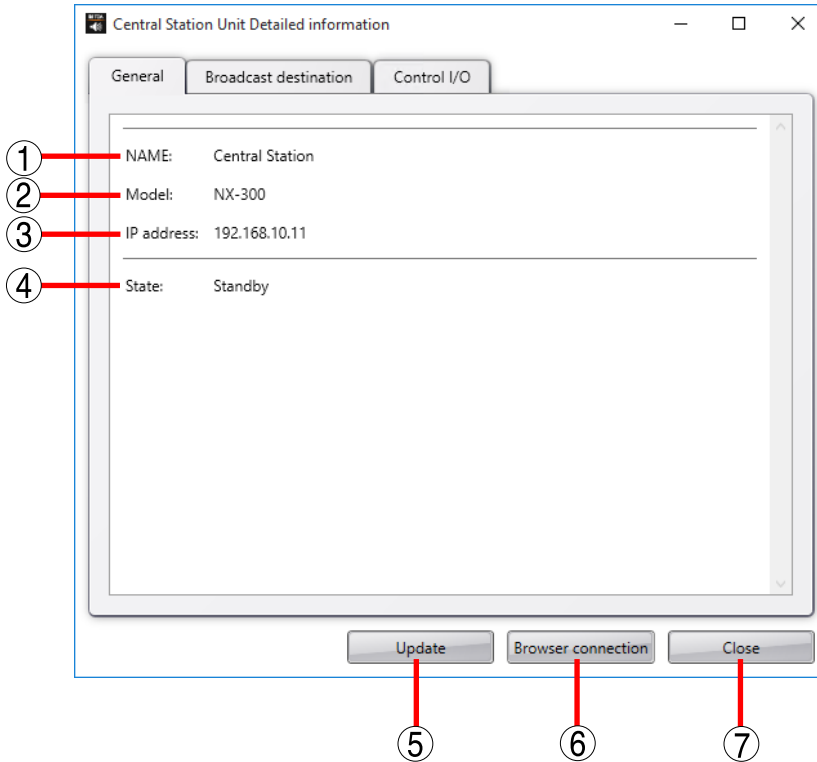 Central Station Unit Detailed information
General Broadcast destination Control I/O
① NAME: Central Station
② Model: NX-300
③ IP address: 192.168.10.11
④ State: Standby
Update Browser connection Close
⑤ ⑥ ⑦